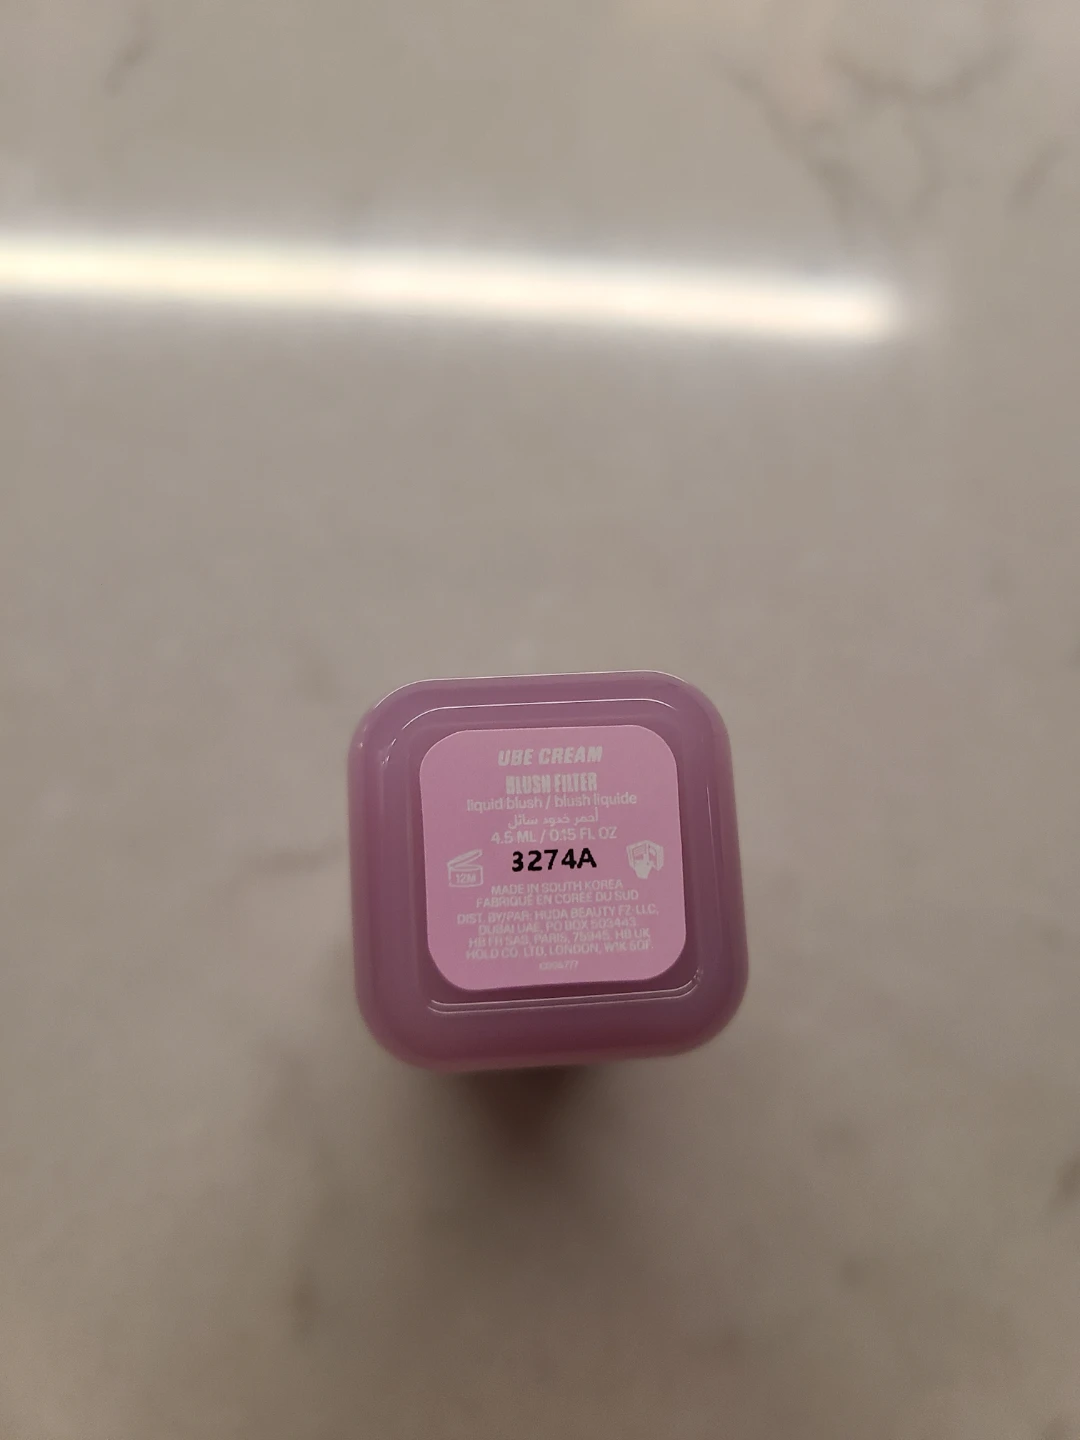 UBE CREAM
BLUSH FILTER
liquid blush / blush liquide
أحمر خدود سائل
4.5 ML / 0.15 FL OZ
12M
3274A
MADE IN SOUTH KOREA
FABRIQUÉ EN CORÉE DU SUD
DIST. BY/PAR: HUDA BEAUTY FZ-LLC,
DUBAI UAE, PO BOX 503443.
HB FR SAS, PARIS, 75945. HB UK
HOLD CO. LTD, LONDON, W1K 5QF.